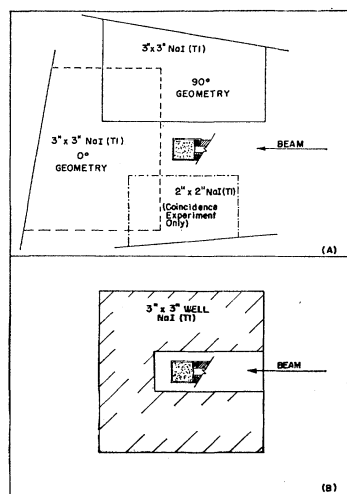 3"x 3" NaI (Tl)
90°
GEOMETRY
3"x 3" NaI (Tl)
0°
GEOMETRY
BEAM
2"x 2" NaI(Tl)
(Coincidence
Experiment
Only)
(A)
3"x 3" WELL
NaI (Tl)
BEAM
(B)